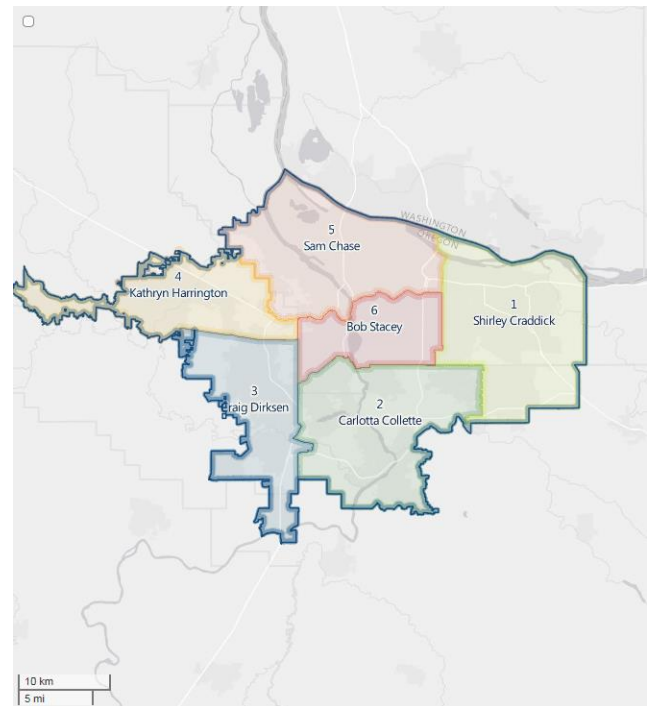 WASHINGTON
OREGON
5
Sam Chase
4
Kathryn Harrington
1
Shirley Craddick
6
Bob Stacey
3
Craig Dirksen
2
Carlotta Collette
10 km
5 mi